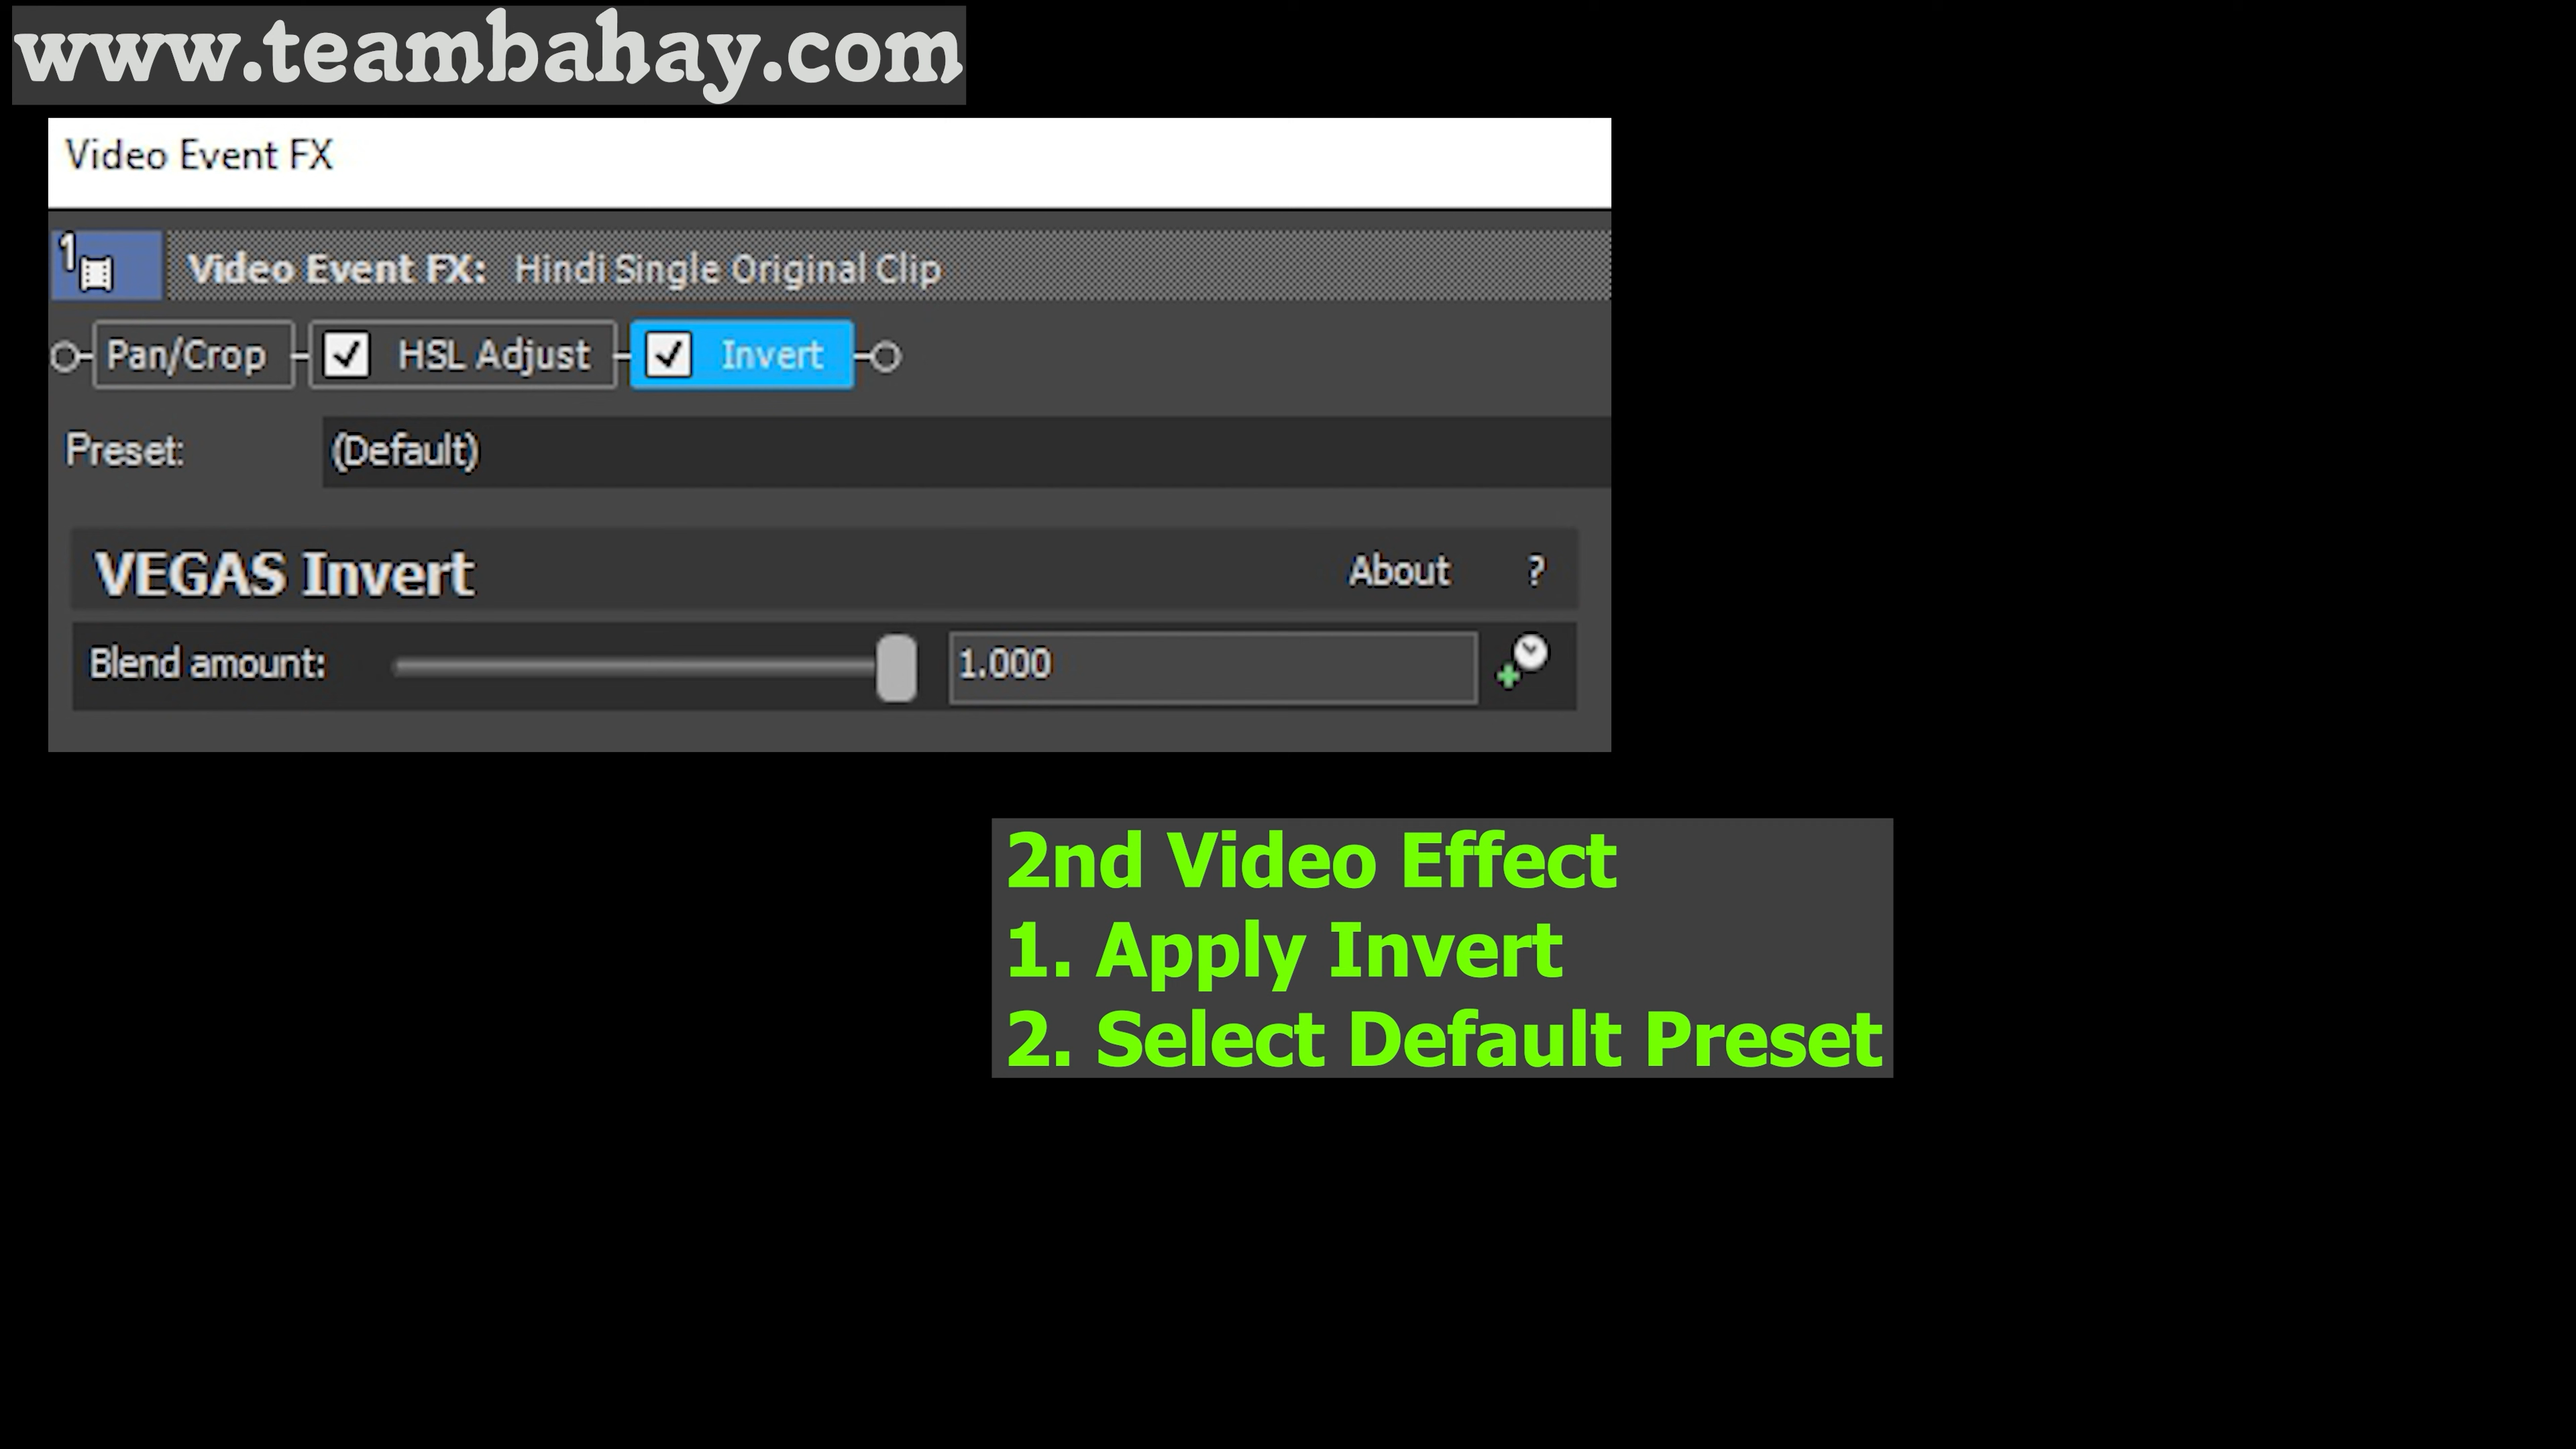 www.teambahay.com
Video Event FX
1
Video Event FX: Hindi Single Original Clip
Pan/Crop HSL Adjust Invert
Preset: (Default)
VEGAS Invert About ?
Blend amount: 1.000
2nd Video Effect
1. Apply Invert
2. Select Default Preset